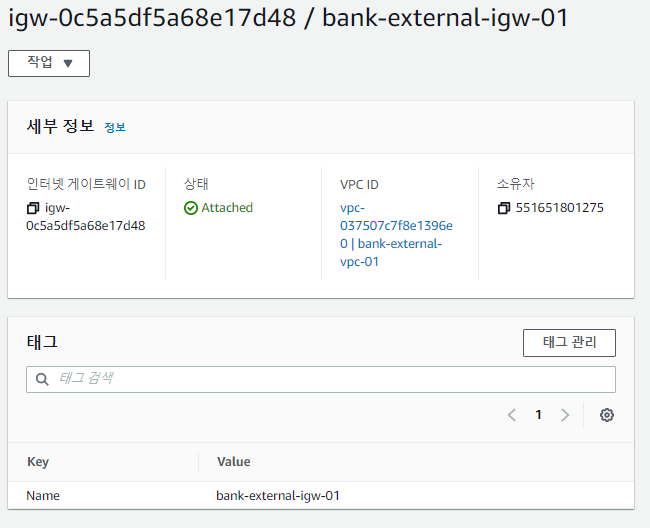 igw-0c5a5df5a68e17d48 / bank-external-igw-01
작업
세부 정보 정보
인터넷 게이트웨이 ID
igw-
0c5a5df5a68e17d48
상태
Attached
VPC ID
vpc-
037507c7f8e1396e
0 | bank-external-
vpc-01
소유자
551651801275
태그
태그 관리
태그 검색
1
Key Value
Name bank-external-igw-01